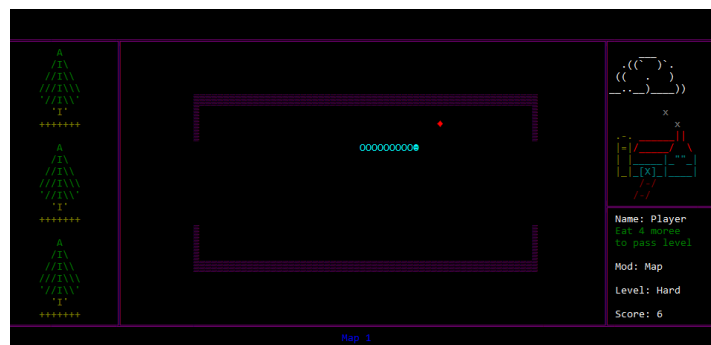 Name: Player
Eat 4 moree
to pass level
Mod: Map
Level: Hard
Score: 6
Map 1